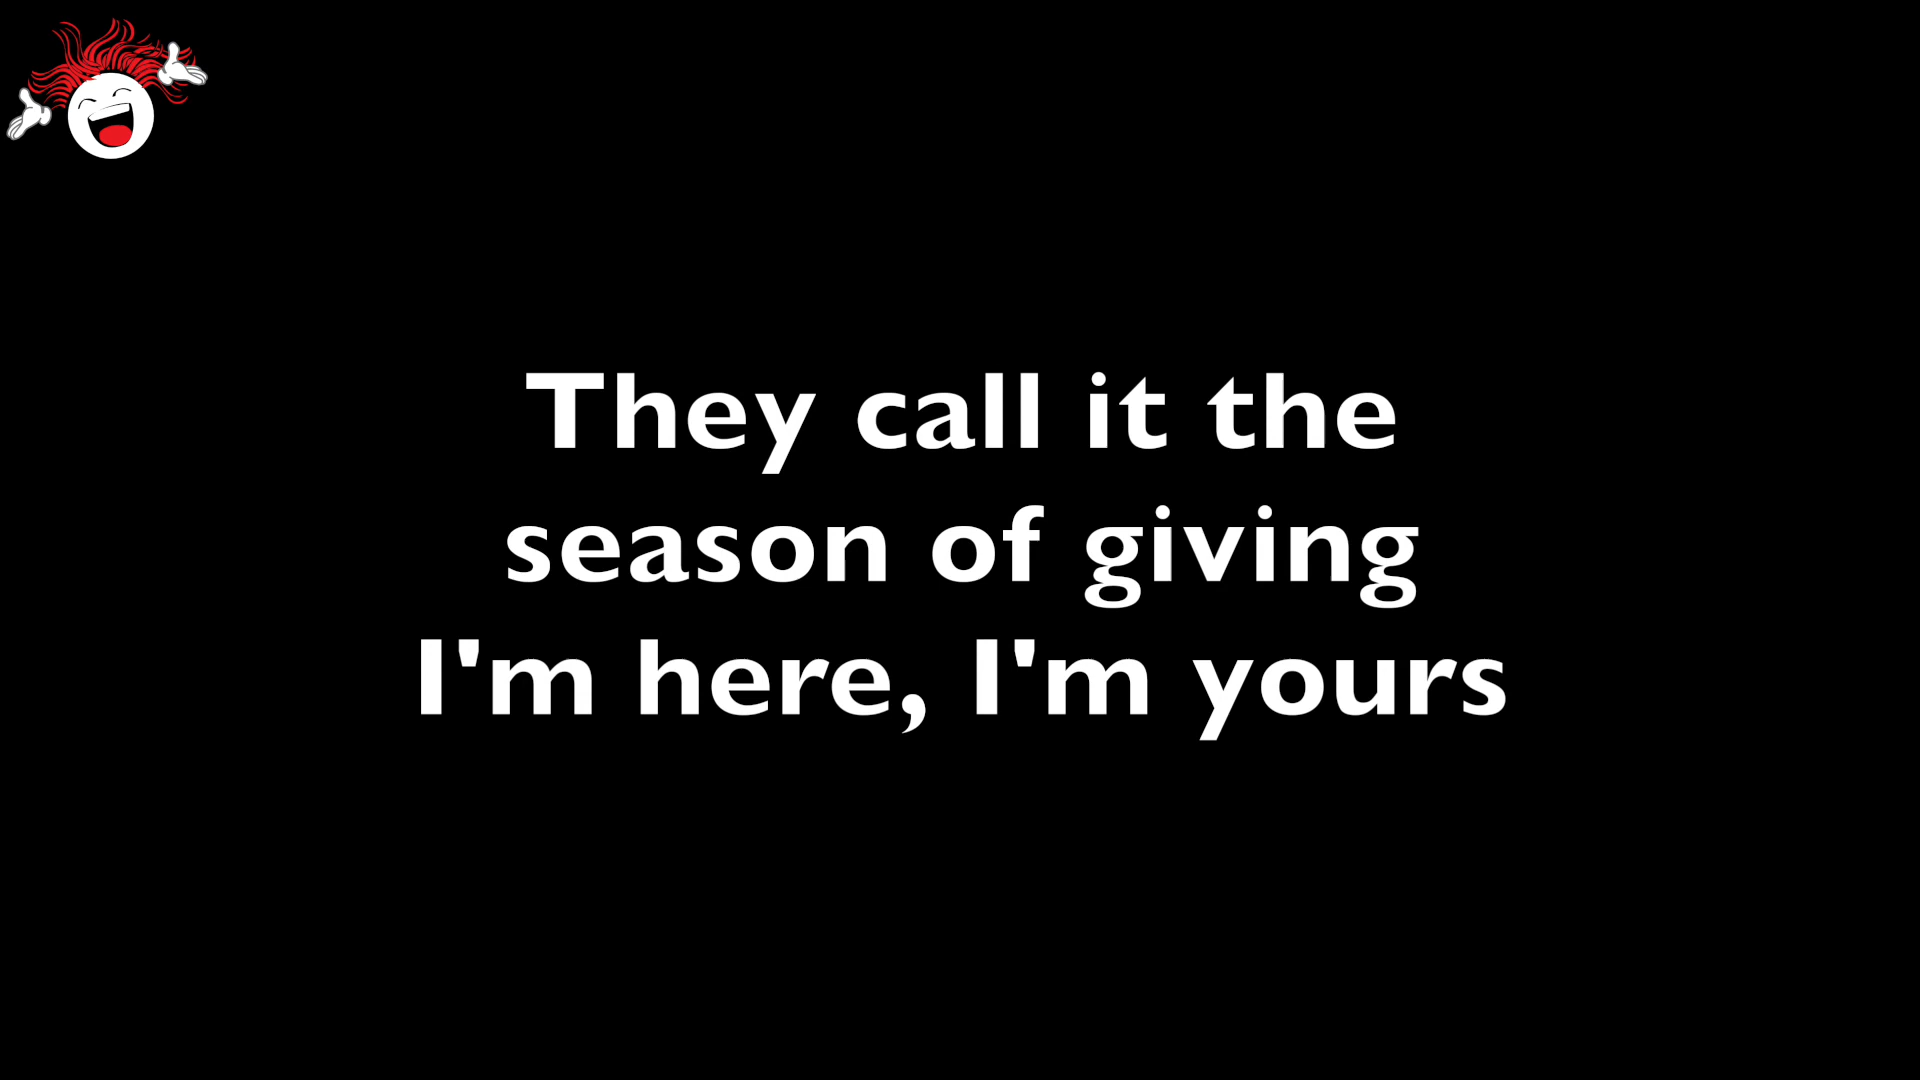 They call it the
season of giving
I'm here, I'm yours